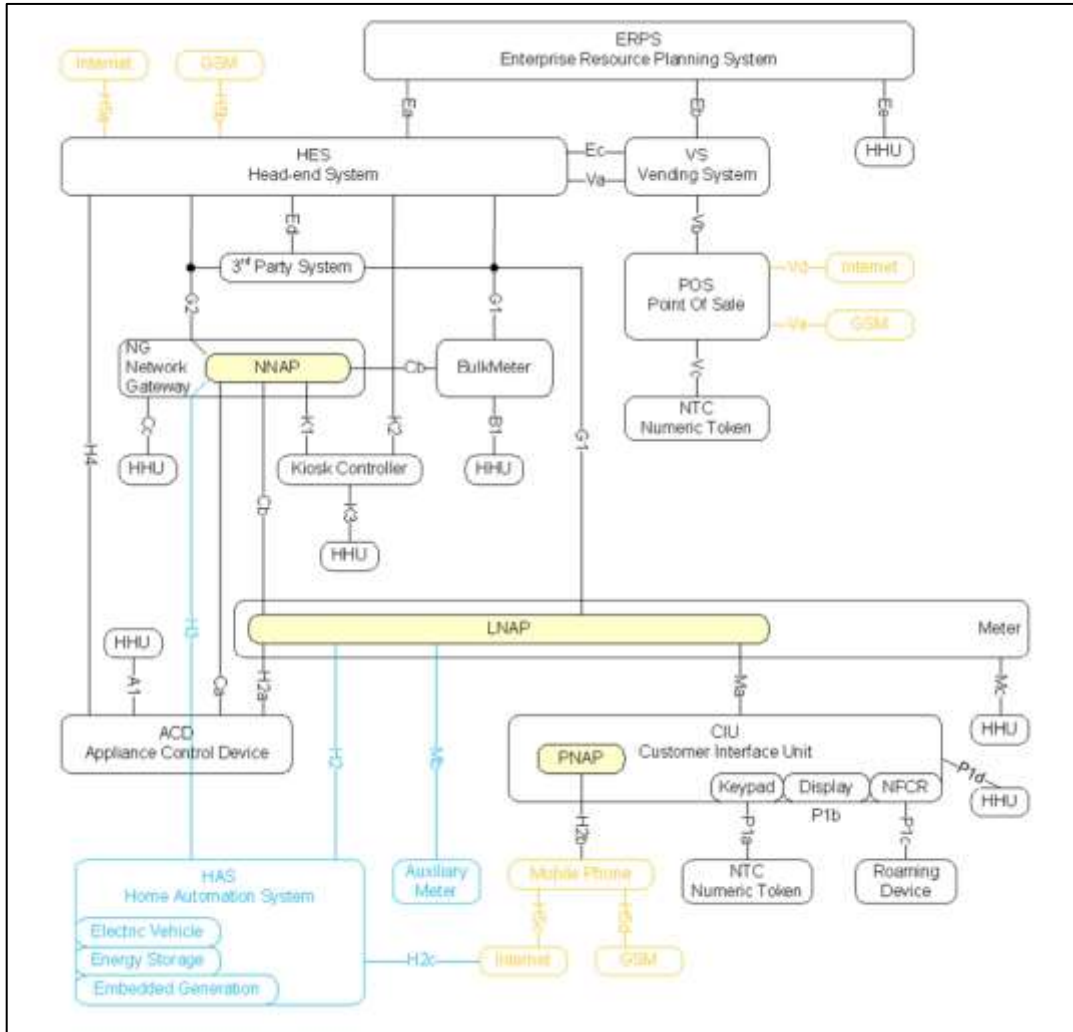 ERPS
Enterprise Resource Planning System
Internet
GSM
H5a
H5b
Ea
Eb
Ee
HES
Head-end System
Ec
Va
VS
Vending System
HHU
Ed
Vb
3rd Party System
POS
Point Of Sale
Vd
Internet
GSM
G2
G1
NG
Network
Gateway
NNAP
Cb
BulkMeter
Vc
NTC
Numeric Token
Cc
K1
K2
B1
G1
H4
HHU
Kiosk Controller
HHU
Cb
K3
HHU
LNAP
Meter
HHU
H3
A1
Ca
H2a
H2
Mb
Ma
Mc
ACD
Appliance Control Device
CIU
Customer Interface Unit
HHU
PNAP
Keypad
Display
NFCR
P1d
HHU
P1b
H2b
P1a
P1c
HAS
Home Automation System
Auxiliary
Meter
Mobile Phone
NTC
Numeric Token
Roaming
Device
Electric Vehicle
Energy Storage
Embedded Generation
H5c
H5d
H2c
Internet
GSM